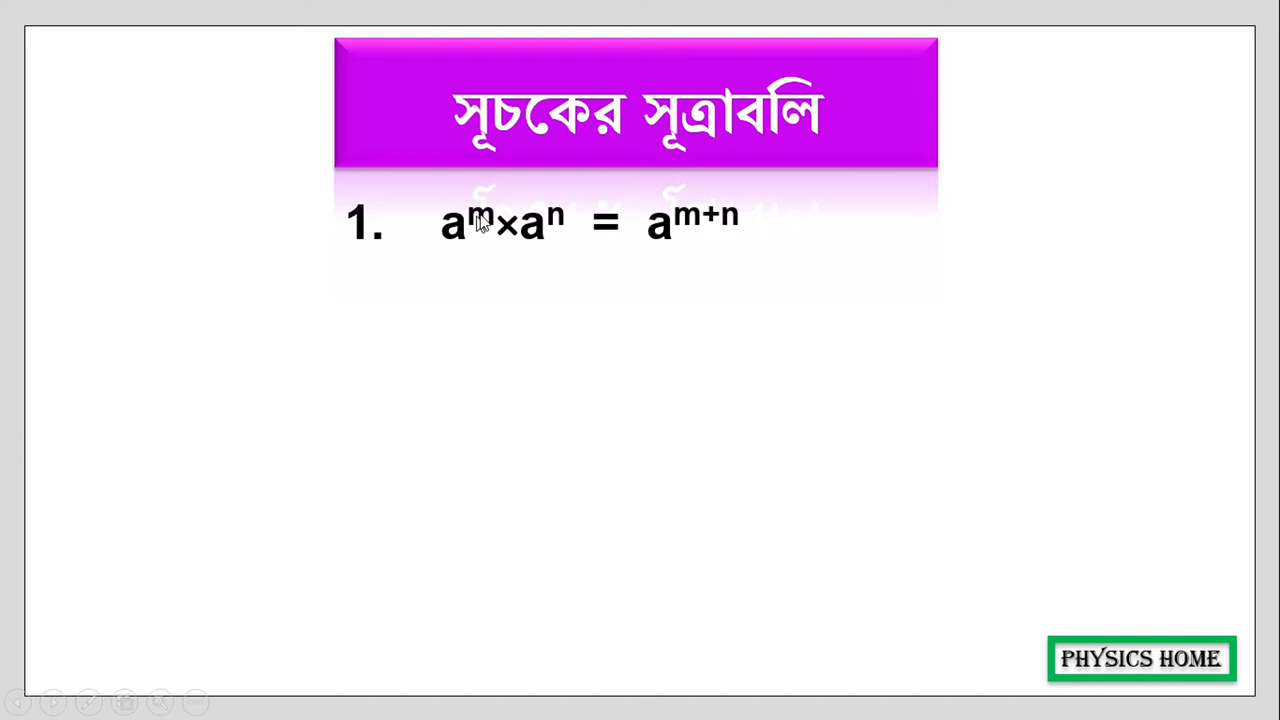 সূচকের সূত্রাবলি
1. aᵐ×aⁿ = aᵐ⁺ⁿ
PHYSICS HOME